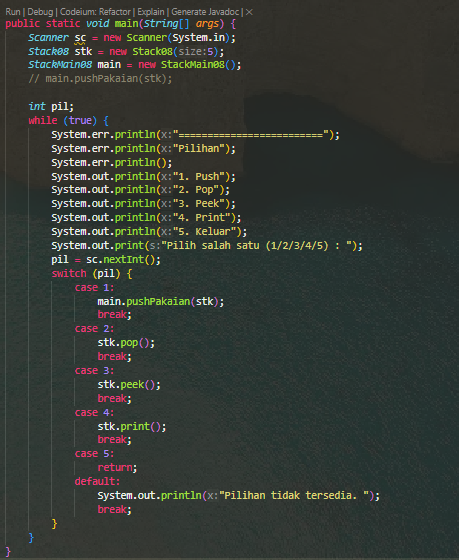 Run | Debug | Codeium: Refactor | Explain | Generate Javadoc | ×
public static void main(String[] args) {
    Scanner sc = new Scanner(System.in);
    Stack08 stk = new Stack08(size:5);
    StackMain08 main = new StackMain08();
    // main.pushPakaian(stk);
    int pil;
    while (true) {
        System.err.println(x:"=========================");
        System.err.println(x:"Pilihan");
        System.err.println();
        System.out.println(x:"1. Push");
        System.out.println(x:"2. Pop");
        System.out.println(x:"3. Peek");
        System.out.println(x:"4. Print");
        System.out.println(x:"5. Keluar");
        System.out.print(s:"Pilih salah satu (1/2/3/4/5) : ");
        pil = sc.nextInt();
        switch (pil) {
            case 1:
                main.pushPakaian(stk);
                break;
            case 2:
                stk.pop();
                break;
            case 3:
                stk.peek();
                break;
            case 4:
                stk.print();
                break;
            case 5:
                return;
            default:
                System.out.println(x:"Pilihan tidak tersedia. ");
                break;
        }
    }
}